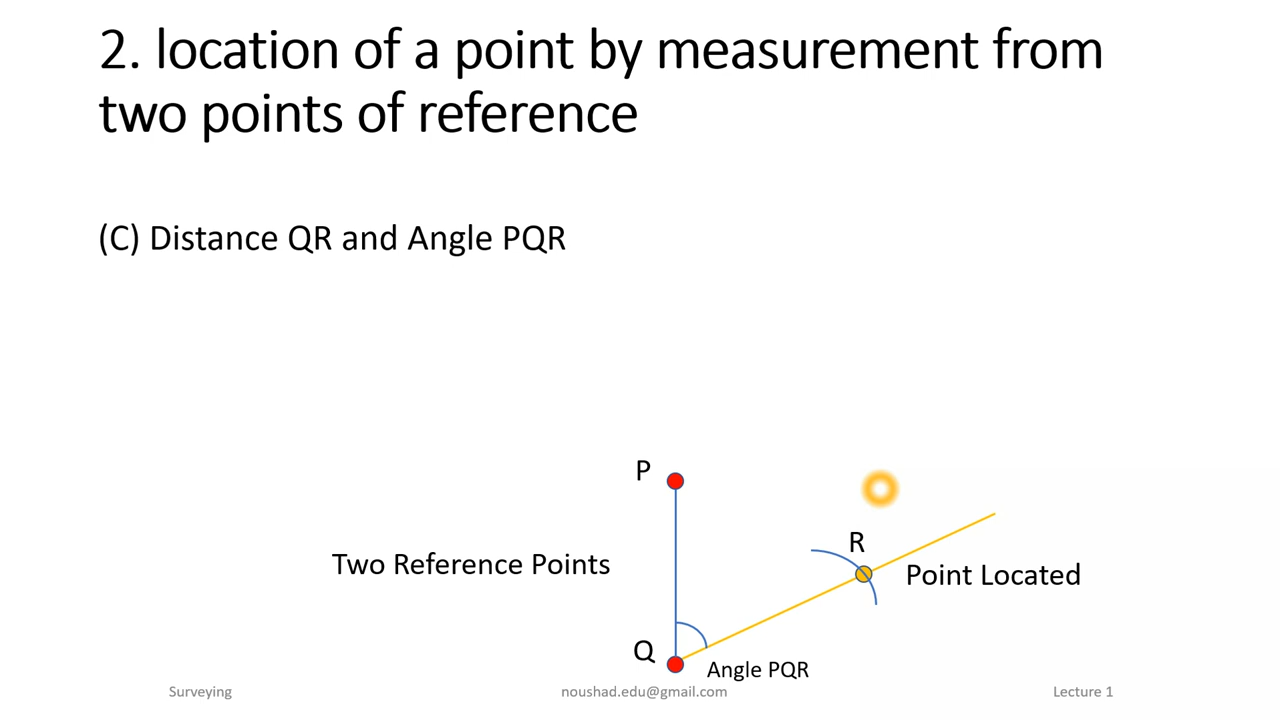 2. location of a point by measurement from
two points of reference
(C) Distance QR and Angle PQR
P
R
Two Reference Points
Point Located
Q
Angle PQR
Surveying
noushad.edu@gmail.com
Lecture 1